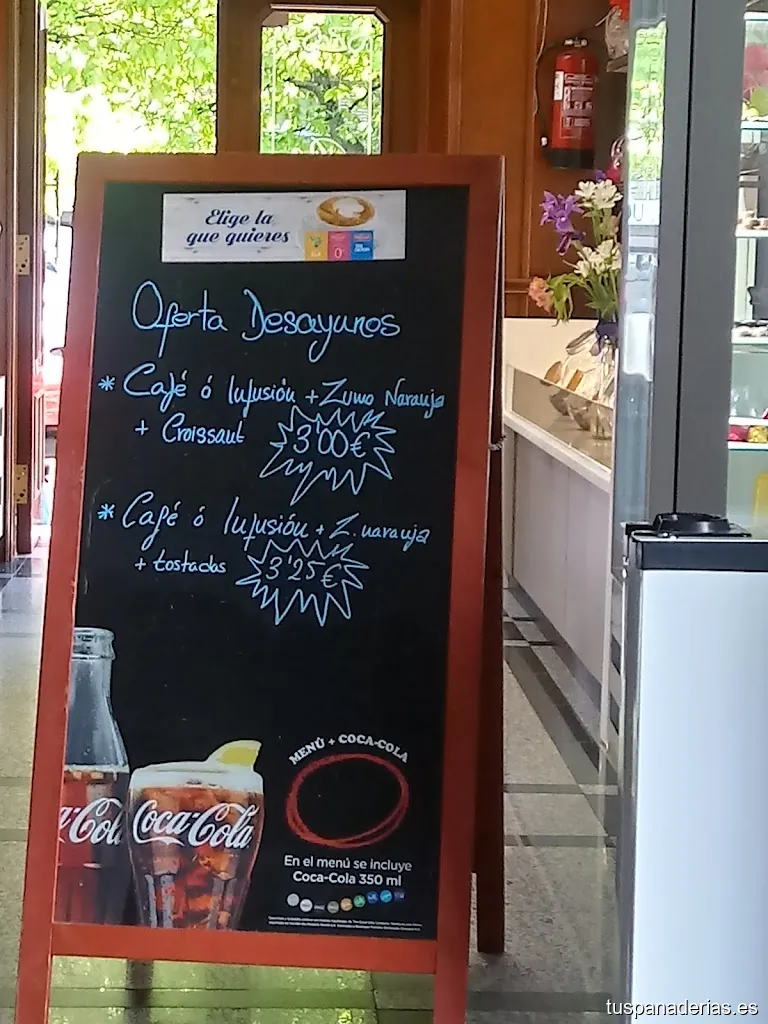 Elige la
que quieres
Oferta Desayunos
* Café ó Infusión + Zumo Naranja
+ Croissant 3'00€
* Café ó Infusión + Z. naranja
+ tostadas 3'25€
MENÚ + COCA-COLA
Coca-Cola Coca-Cola
En el menú se incluye
Coca-Cola 350 ml
tuspanaderias.es